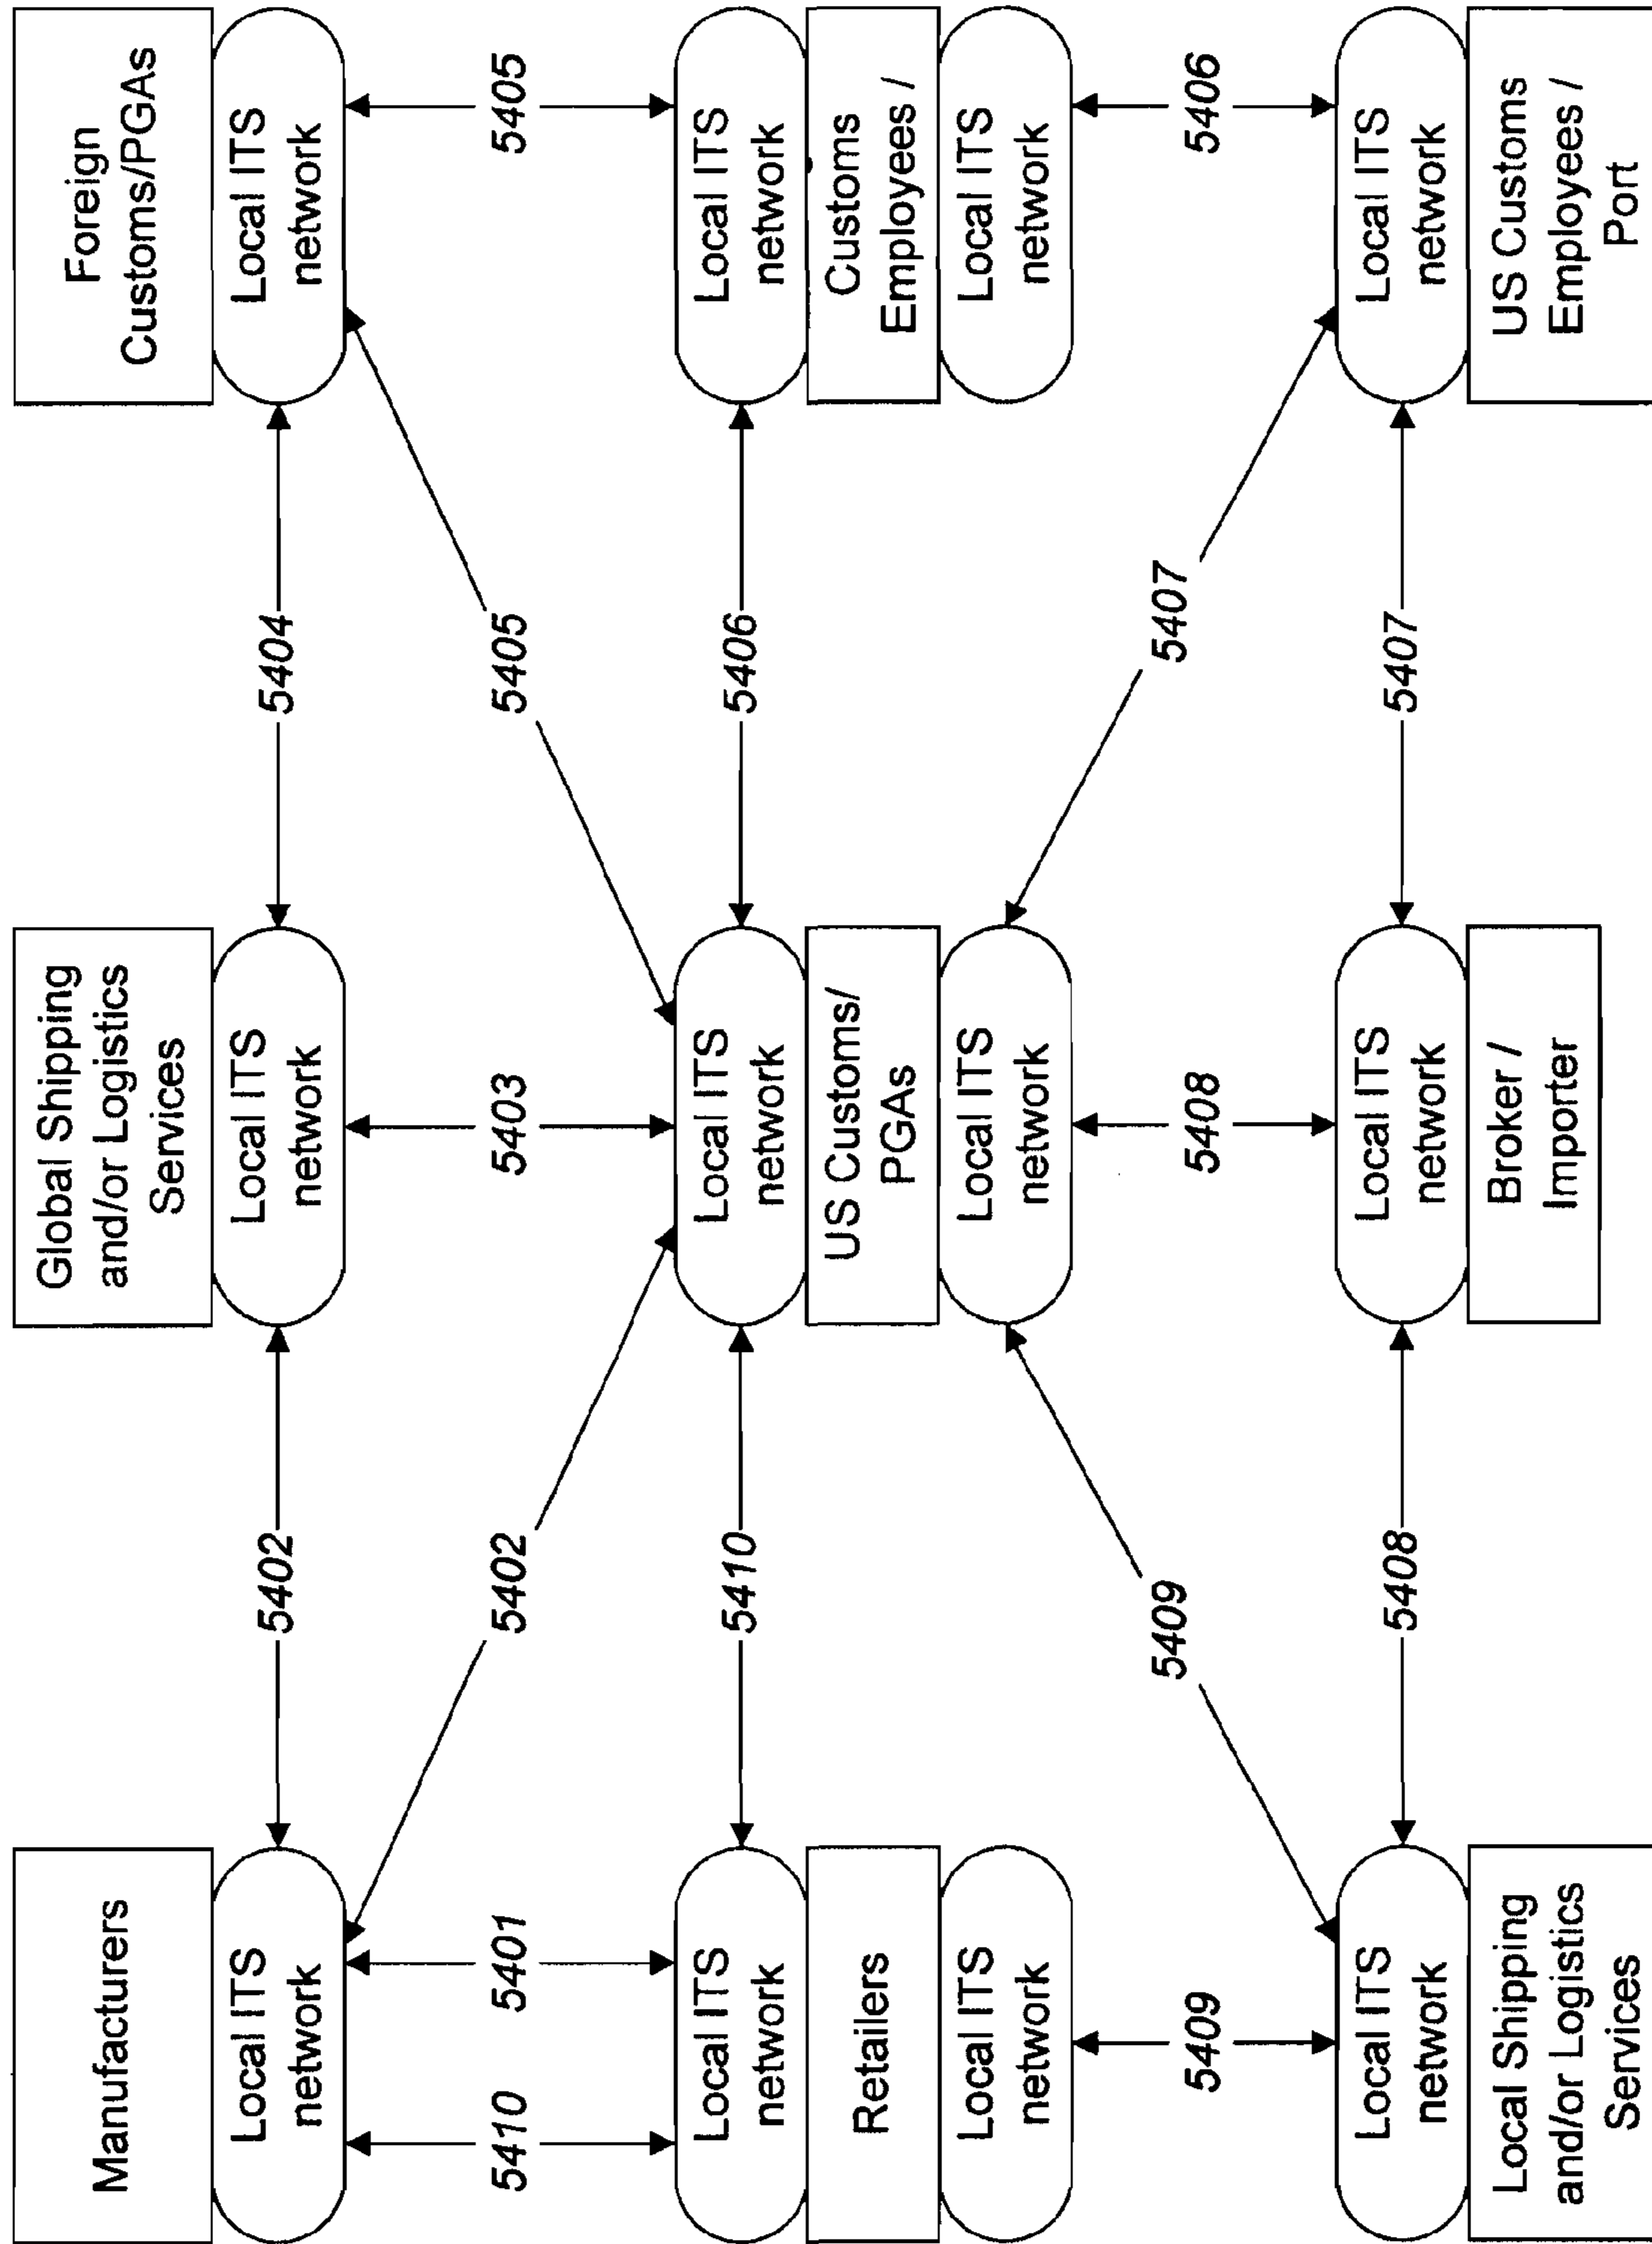 Manufacturers
Local ITS
network
5402
Global Shipping
and/or Logistics
Services
Local ITS
network
5404
Foreign
Customs/PGAs
Local ITS
network
5410
5401
5402
5403
5405
5405
Local ITS
network
Retailers
Local ITS
network
5410
Local ITS
network
US Customs/
PGAs
Local ITS
network
5406
Local ITS
network
Customs
Employees /
Local ITS
network
5409
5409
5408
5407
5406
Local ITS
network
Local Shipping
and/or Logistics
Services
5408
Local ITS
network
Broker /
Importer
5407
Local ITS
network
US Customs
Employees /
Port